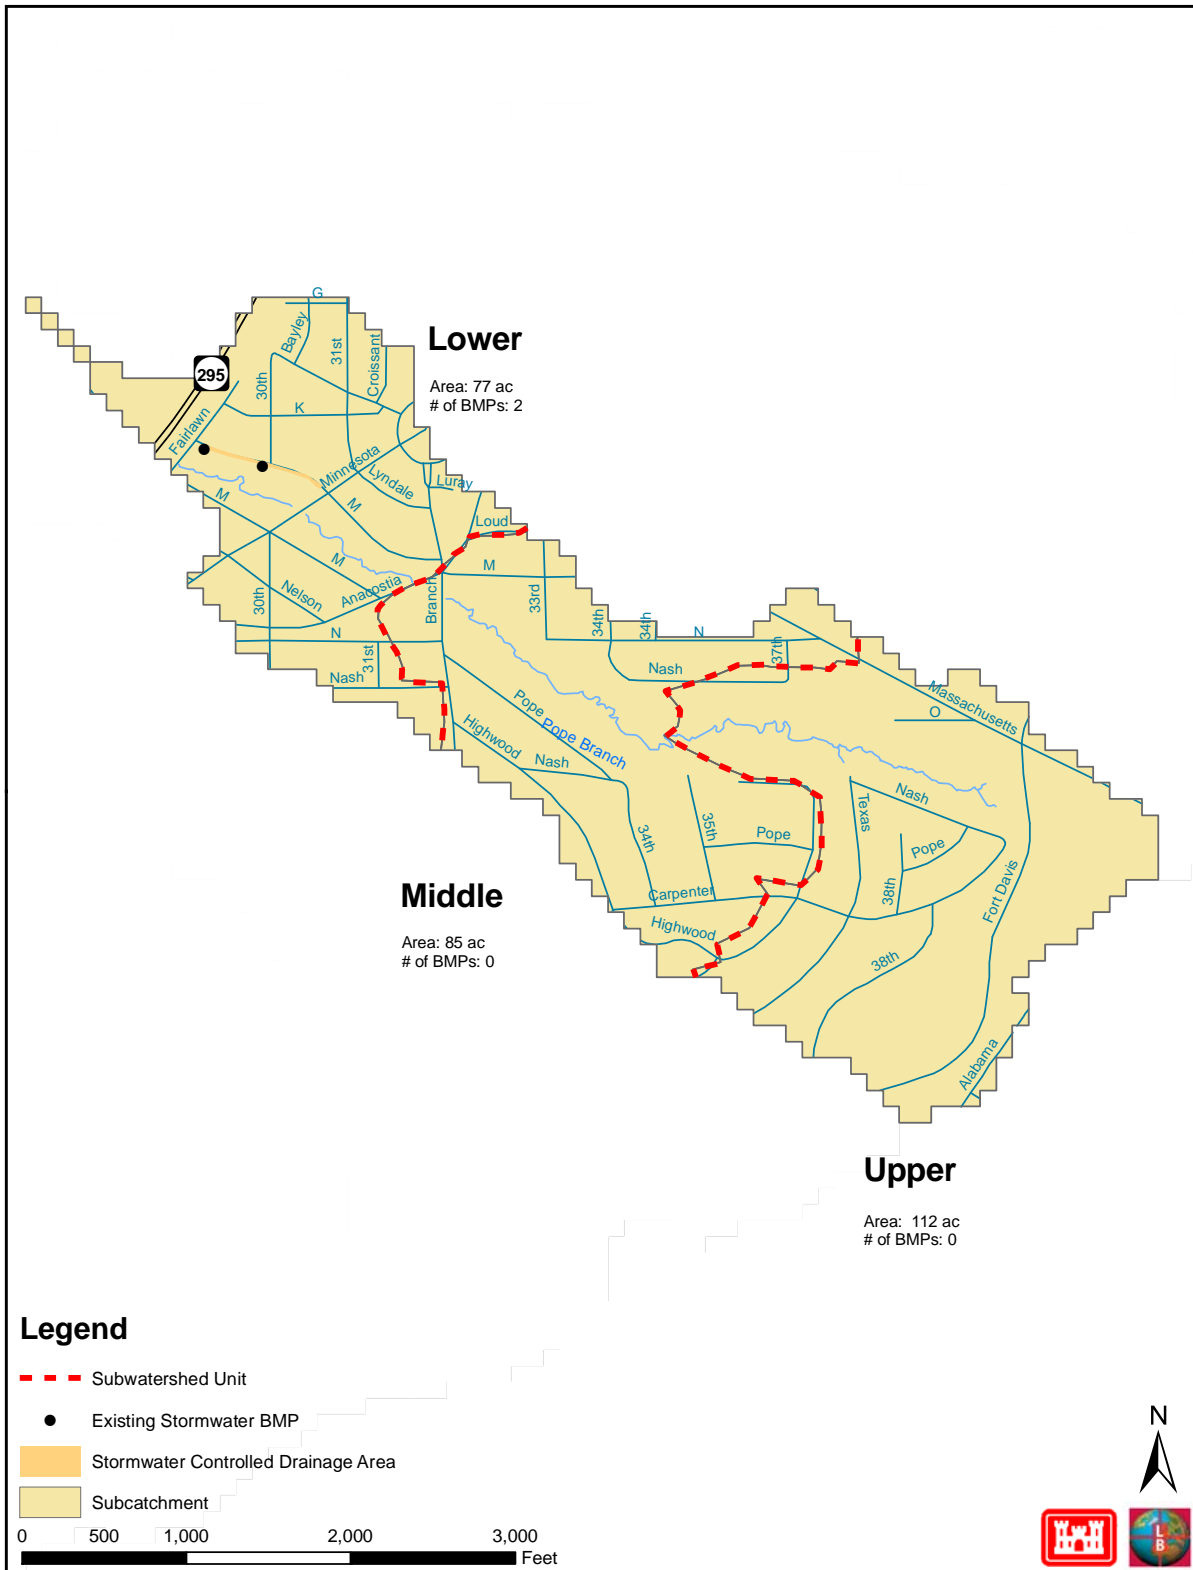 G
Bayley
31st
Croissant
Lower
Area: 77 ac
# of BMPs: 2
295
30th
K
Fairlawn
Minnesota
Lyndale
Luray
M
M
Loud
M
M
Nelson
Anacostia
Branch
30th
33rd
34th
34th
N
N
37th
31st
Nash
Nash
Massachusetts
O
Pope
Highwood
Pope Branch
Nash
Nash
Texas
34th
35th
Pope
Pope
38th
Fort Davis
Carpenter
Highwood
38th
Middle
Area: 85 ac
# of BMPs: 0
Alabama
Upper
Area: 112 ac
# of BMPs: 0
Legend
Subwatershed Unit
Existing Stormwater BMP
Stormwater Controlled Drainage Area
Subcatchment
0 500 1,000 2,000 3,000
Feet
N
L
B